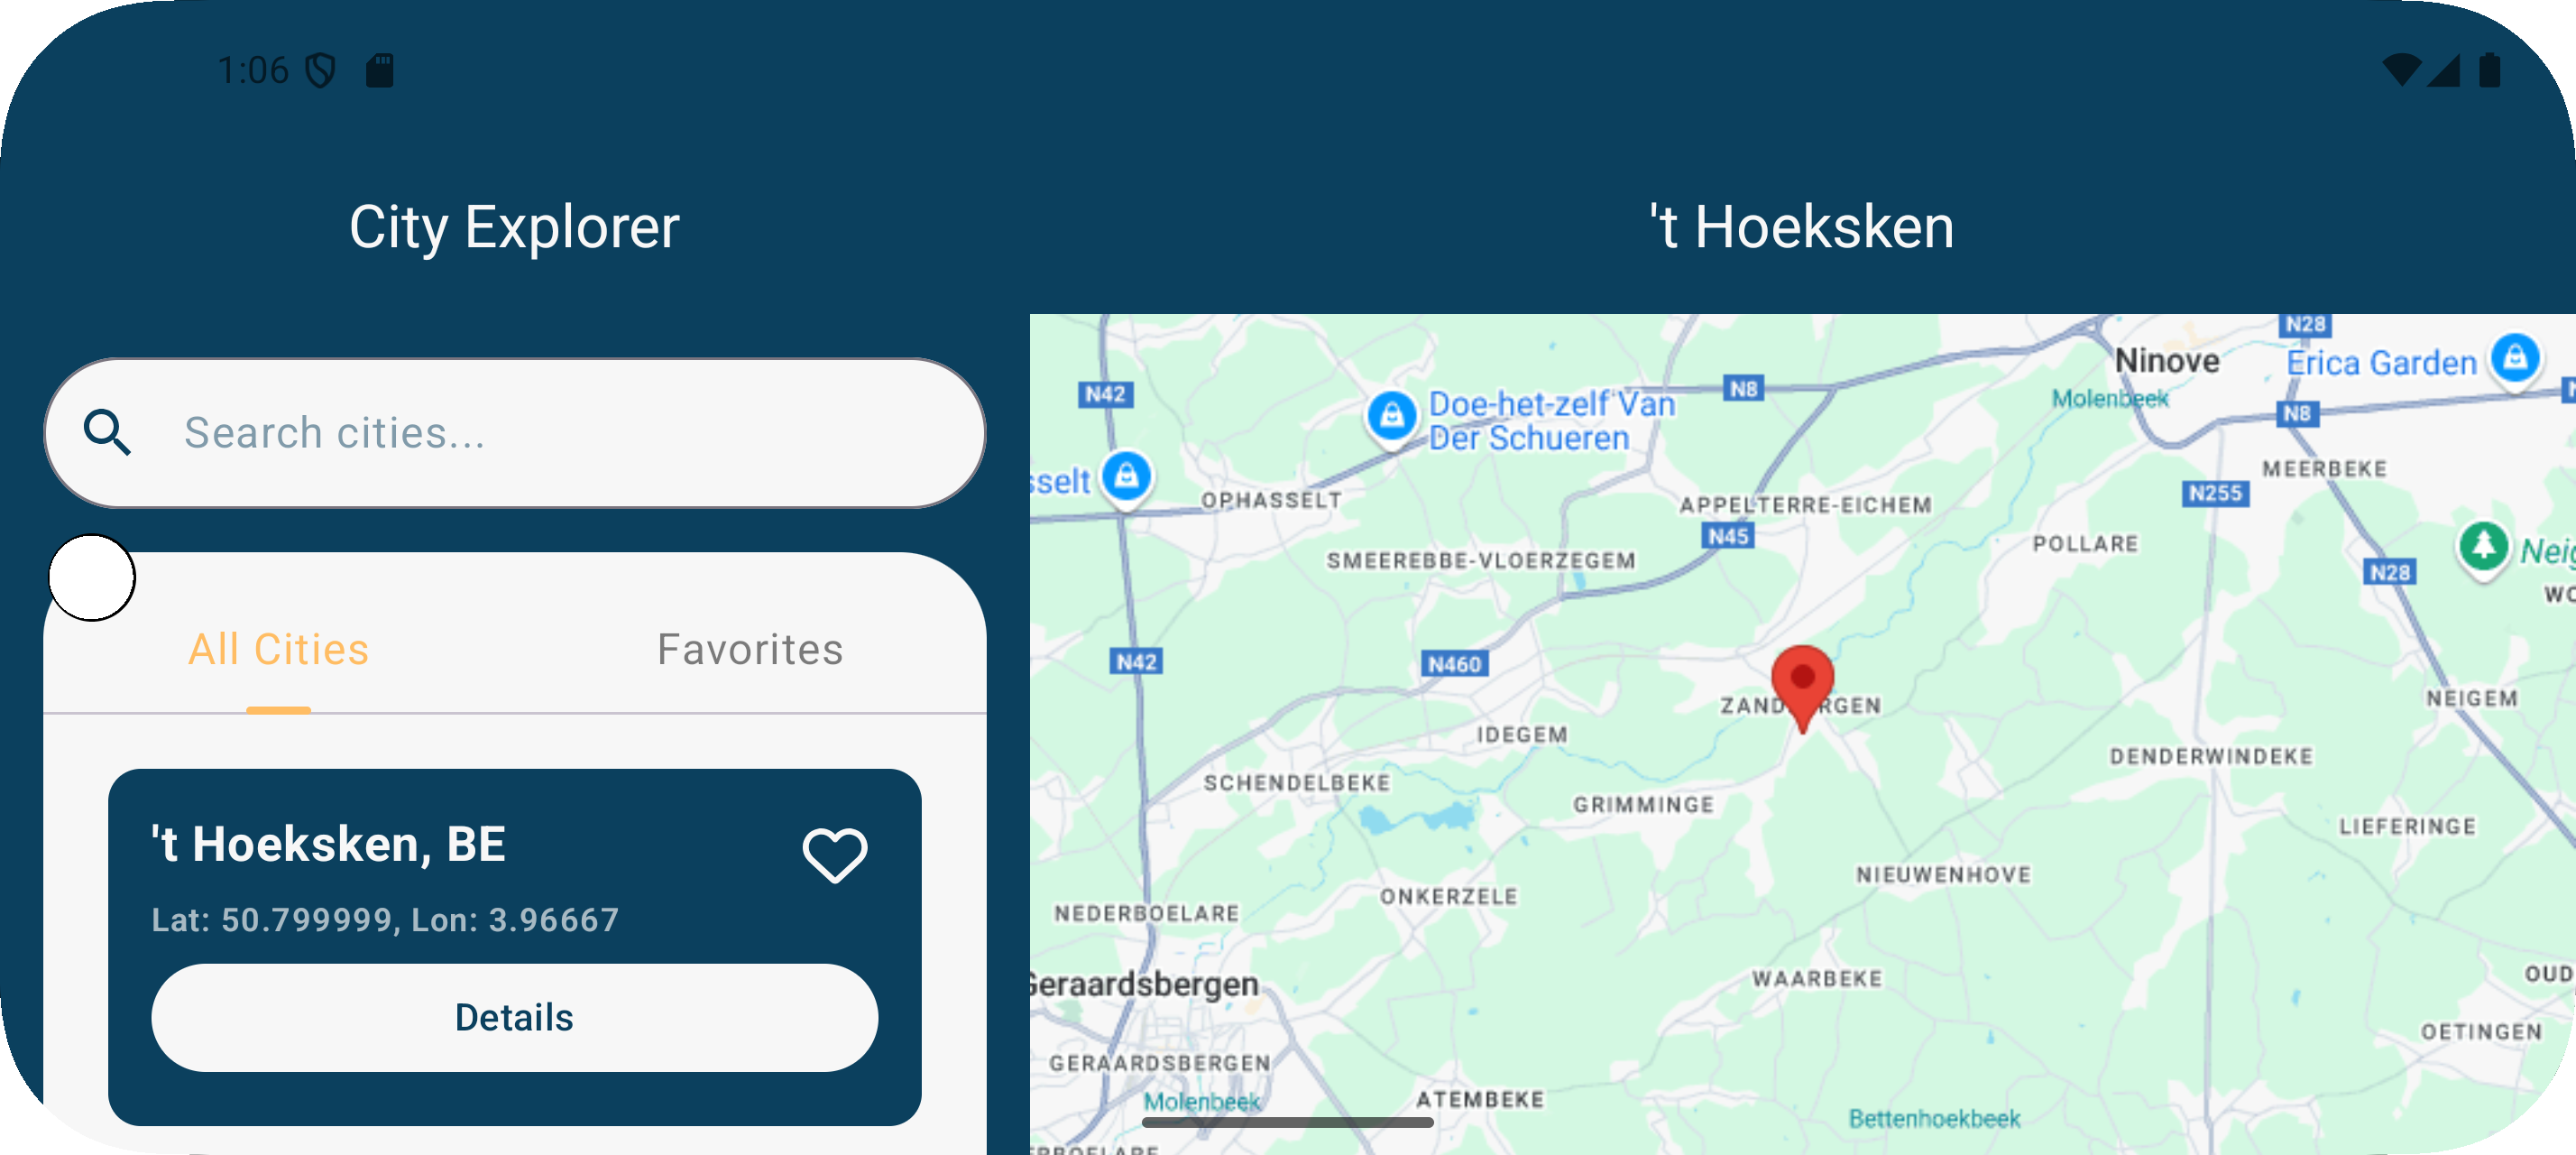 1:06
City Explorer
't Hoeksken
Search cities...
All Cities
Favorites
't Hoeksken, BE
Lat: 50.799999, Lon: 3.96667
Details
N28
Ninove
Erica Garden
N42
N8
Doe-het-zelf Van
Der Schueren
Molenbeek
N8
sselt
OPHASSELT
MEERBEKE
N255
APPELTERRE-EICHEM
N45
POLLARE
SMEEREBBE-VLOERZEGEM
Neig
N28
WO
N42
N460
ZAND RGEN
NEIGEM
IDEGEM
DENDERWINDEKE
SCHENDELBEKE
GRIMMINGE
LIEFERINGE
NIEUWENHOVE
ONKERZELE
NEDERBOELARE
Geraardsbergen
WAARBEKE
OUD
OETINGEN
GERAARDSBERGEN
Molenbeek
ATEMBEKE
Bettenhoekbeek